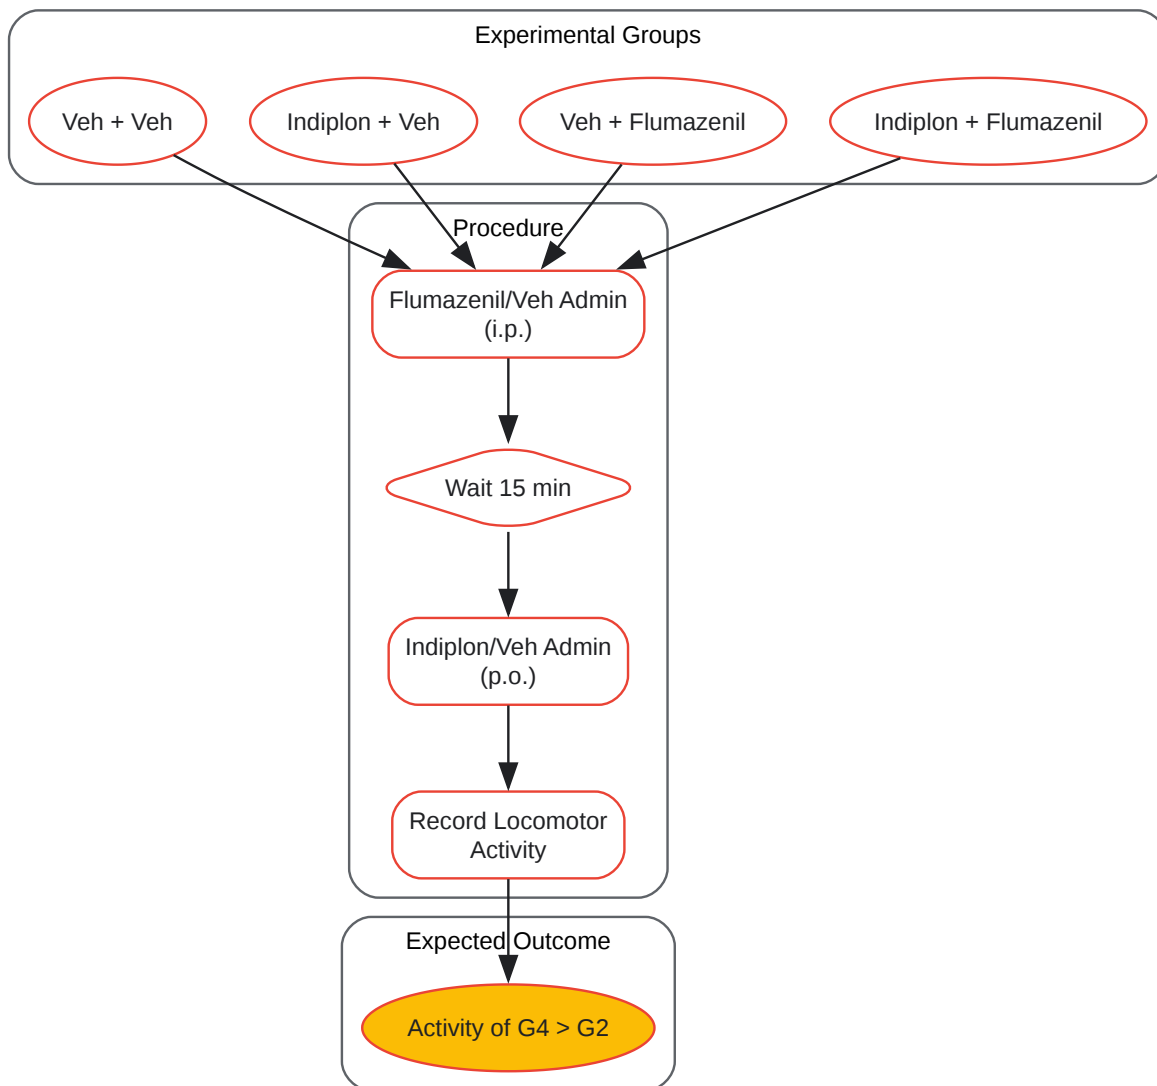 Experimental Groups
Veh + Veh
Indiplon + Veh
Veh + Flumazenil
Indiplon + Flumazenil
Procedure
Flumazenil/Veh Admin
(i.p.)
Wait 15 min
Indiplon/Veh Admin
(p.o.)
Record Locomotor
Activity
Expected Outcome
Activity of G4 > G2